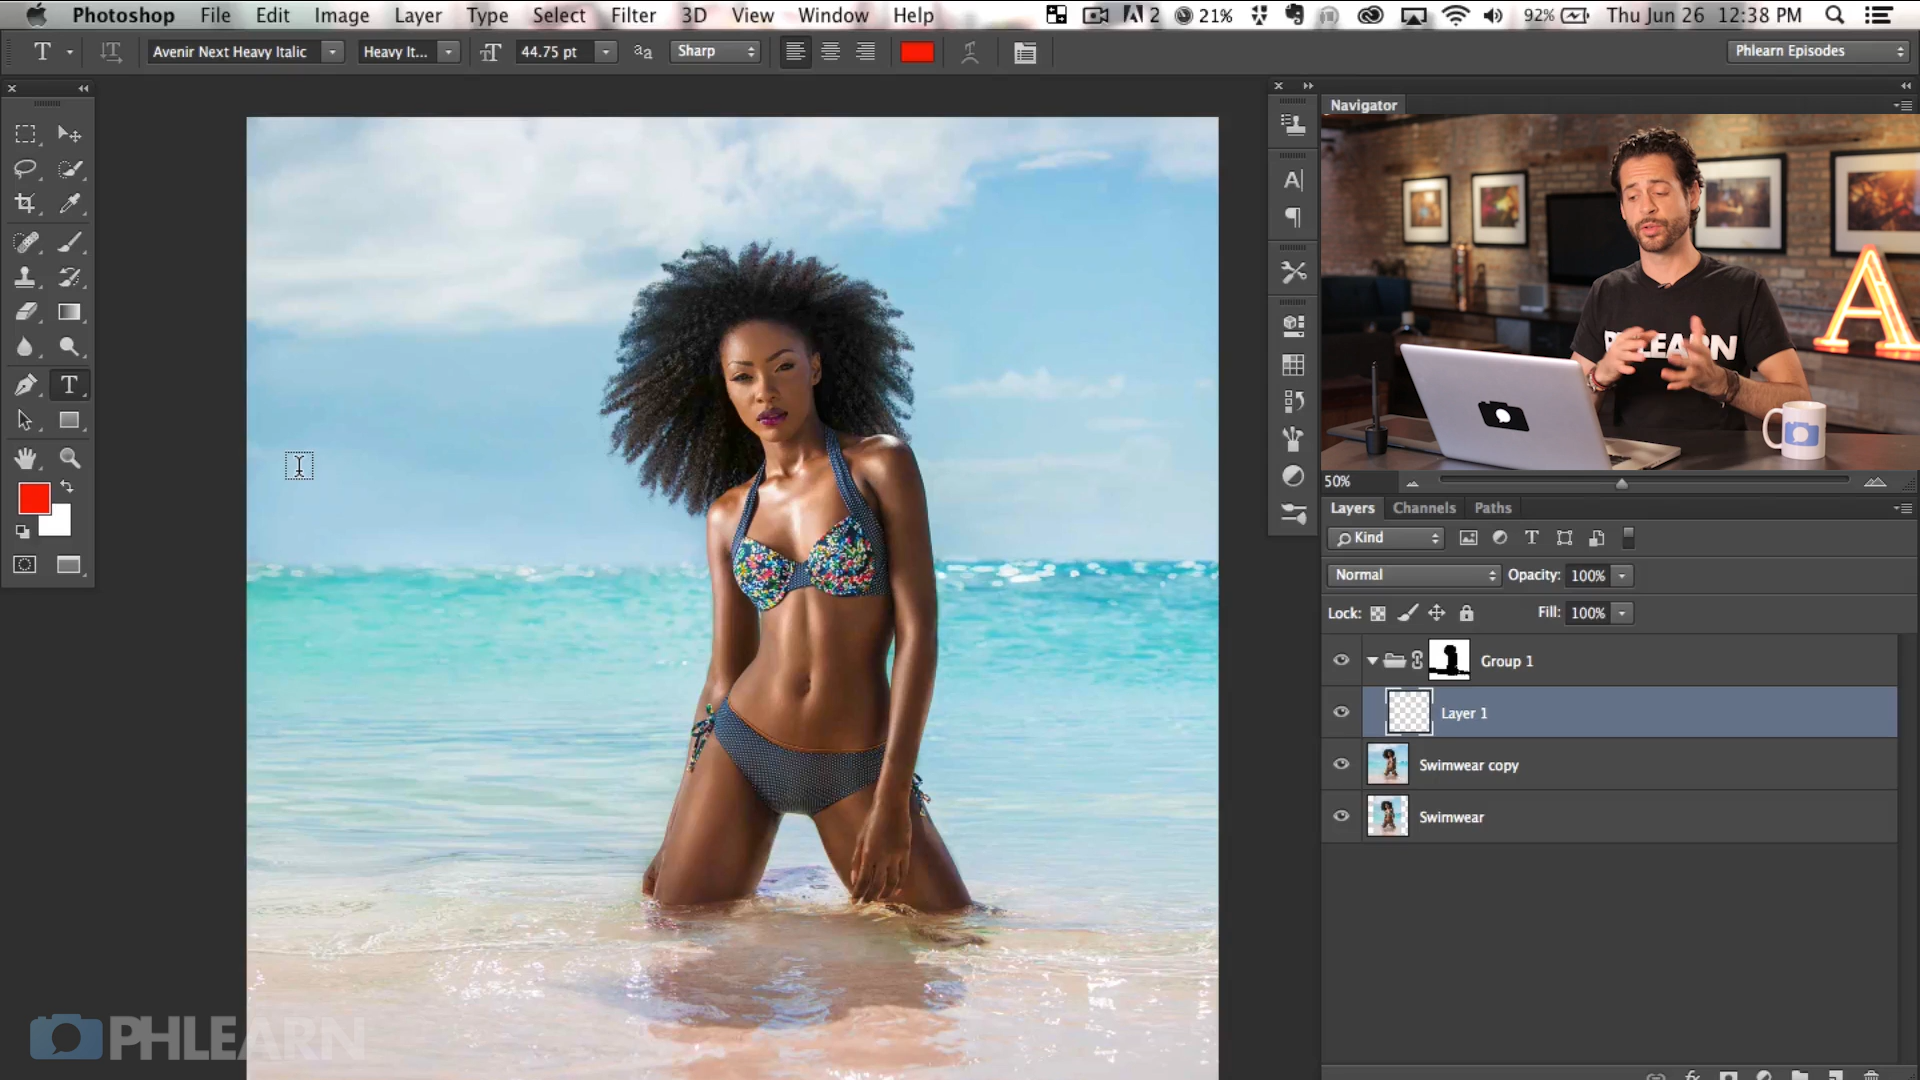 Photoshop File Edit Image Layer Type Select Filter 3D View Window Help 2 21% 92% Thu Jun 26 12:38 PM
T Avenir Next Heavy Italic Heavy It... 44.75 pt aa Sharp Phlearn Episodes
Navigator
PHLEARN
A
50%
Layers Channels Paths
Kind
Normal Opacity: 100%
Lock: Fill: 100%
Group 1
Layer 1
Swimwear copy
Swimwear
PHLEARN